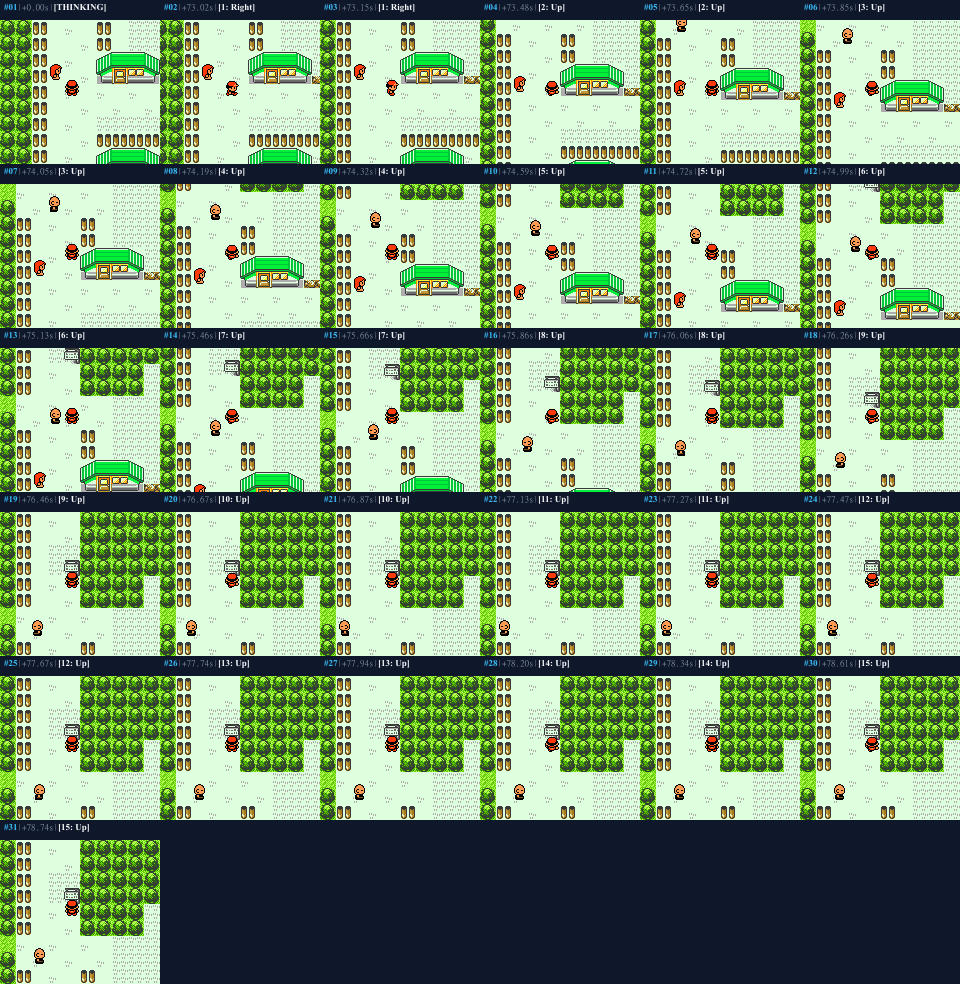 #01|+0.00s|[THINKING] #02|+73.02s|[1: Right] #03|+73.15s|[1: Right] #04|+73.48s|[2: Up] #05|+73.65s|[2: Up] #06|+73.85s|[3: Up]
#07|+74.05s|[3: Up] #08|+74.19s|[4: Up] #09|+74.32s|[4: Up] #10|+74.59s|[5: Up] #11|+74.72s|[5: Up] #12|+74.99s|[6: Up]
#13|+75.13s|[6: Up] #14|+75.46s|[7: Up] #15|+75.66s|[7: Up] #16|+75.86s|[8: Up] #17|+76.06s|[8: Up] #18|+76.26s|[9: Up]
#19|+76.46s|[9: Up] #20|+76.67s|[10: Up] #21|+76.87s|[10: Up] #22|+77.13s|[11: Up] #23|+77.27s|[11: Up] #24|+77.47s|[12: Up]
#25|+77.67s|[12: Up] #26|+77.74s|[13: Up] #27|+77.94s|[13: Up] #28|+78.20s|[14: Up] #29|+78.34s|[14: Up] #30|+78.61s|[15: Up]
#31|+78.74s|[15: Up]